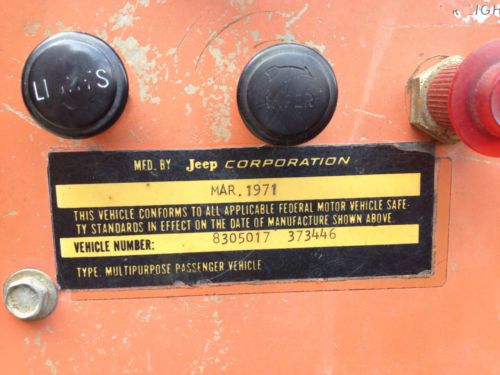 LIGHTS
MFD. BY Jeep CORPORATION
MAR. 1971
THIS VEHICLE CONFORMS TO ALL APPLICABLE FEDERAL MOTOR VEHICLE SAFE-
TY STANDARDS IN EFFECT ON THE DATE OF MANUFACTURE SHOWN ABOVE.
VEHICLE NUMBER: 8305017 373446
TYPE: MULTIPURPOSE PASSENGER VEHICLE